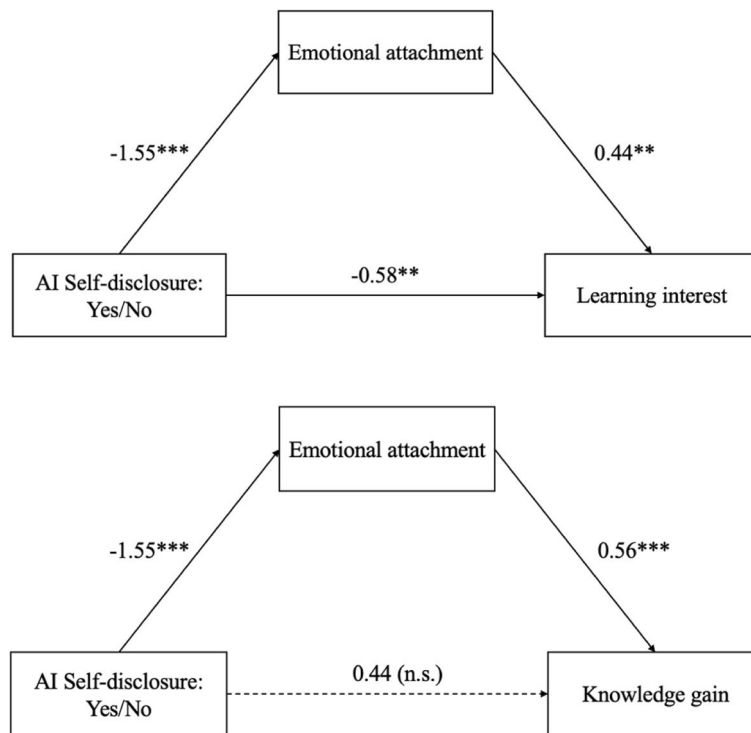 Emotional attachment
-1.55***
0.44**
AI Self-disclosure:
Yes/No
-0.58**
Learning interest
Emotional attachment
-1.55***
0.56***
AI Self-disclosure:
Yes/No
0.44 (n.s.)
Knowledge gain